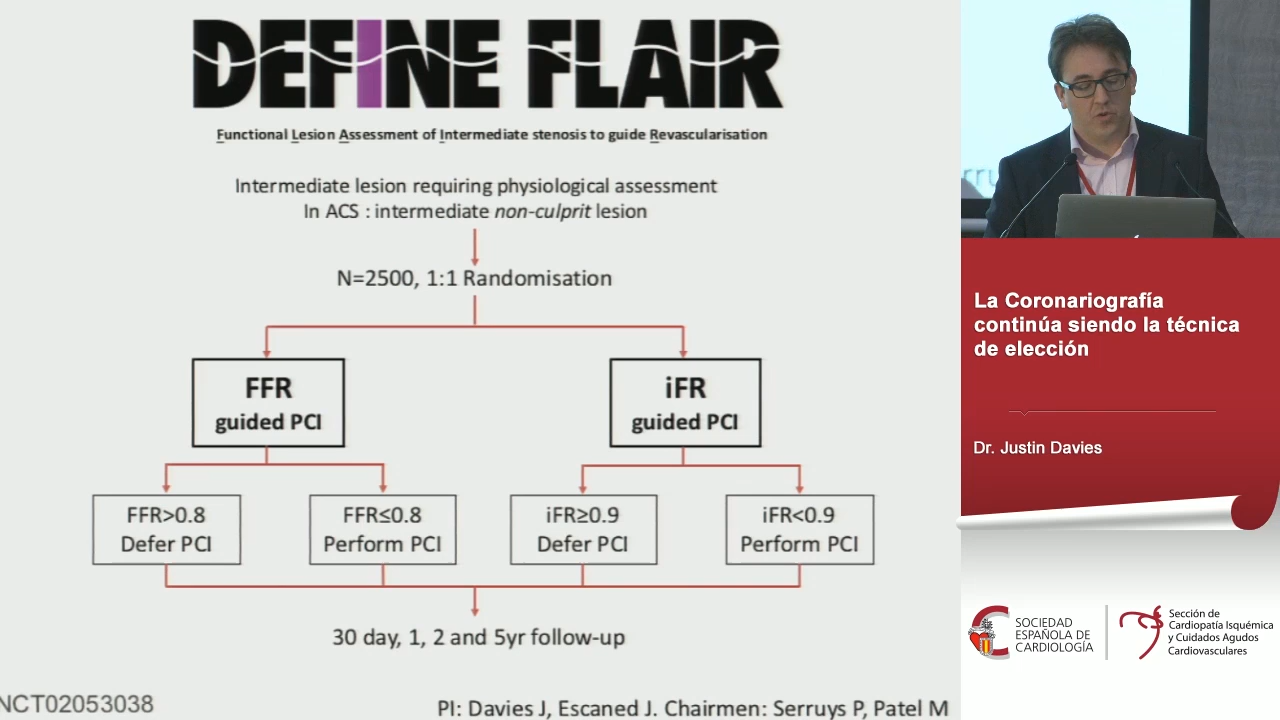 DEFINE FLAIR
Functional Lesion Assessment of Intermediate stenosis to guide Revascularisation
Intermediate lesion requiring physiological assessment
In ACS : intermediate non-culprit lesion
N=2500, 1:1 Randomisation
FFR
guided PCI
iFR
guided PCI
FFR>0.8
Defer PCI
FFR≤0.8
Perform PCI
iFR≥0.9
Defer PCI
iFR<0.9
Perform PCI
30 day, 1, 2 and 5yr follow-up
NCT02053038
PI: Davies J, Escaned J. Chairmen: Serruys P, Patel M
La Coronariografía
continúa siendo la técnica
de elección
Dr. Justin Davies
SOCIEDAD
ESPAÑOLA DE
CARDIOLOGÍA
Sección de
Cardiopatía Isquémica
y Cuidados Agudos
Cardiovasculares